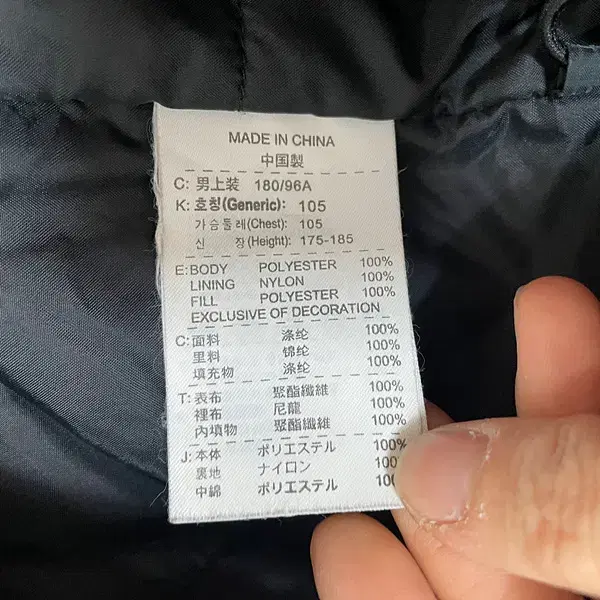 MADE IN CHINA
中国製
C: 男上装 180/96A
K: 호칭(Generic): 105
가슴둘레(Chest): 105
신 장(Height): 175-185
E: BODY POLYESTER 100%
LINING NYLON 100%
FILL POLYESTER 100%
EXCLUSIVE OF DECORATION
C: 面料 涤纶 100%
里料 锦纶 100%
填充物 涤纶 100%
T: 表布 聚酯纖維 100%
裡布 尼龍 100%
內填物 聚酯纖維 100%
J: 本体 ポリエステル 100%
裏地 ナイロン 100
中綿 ポリエステル 10